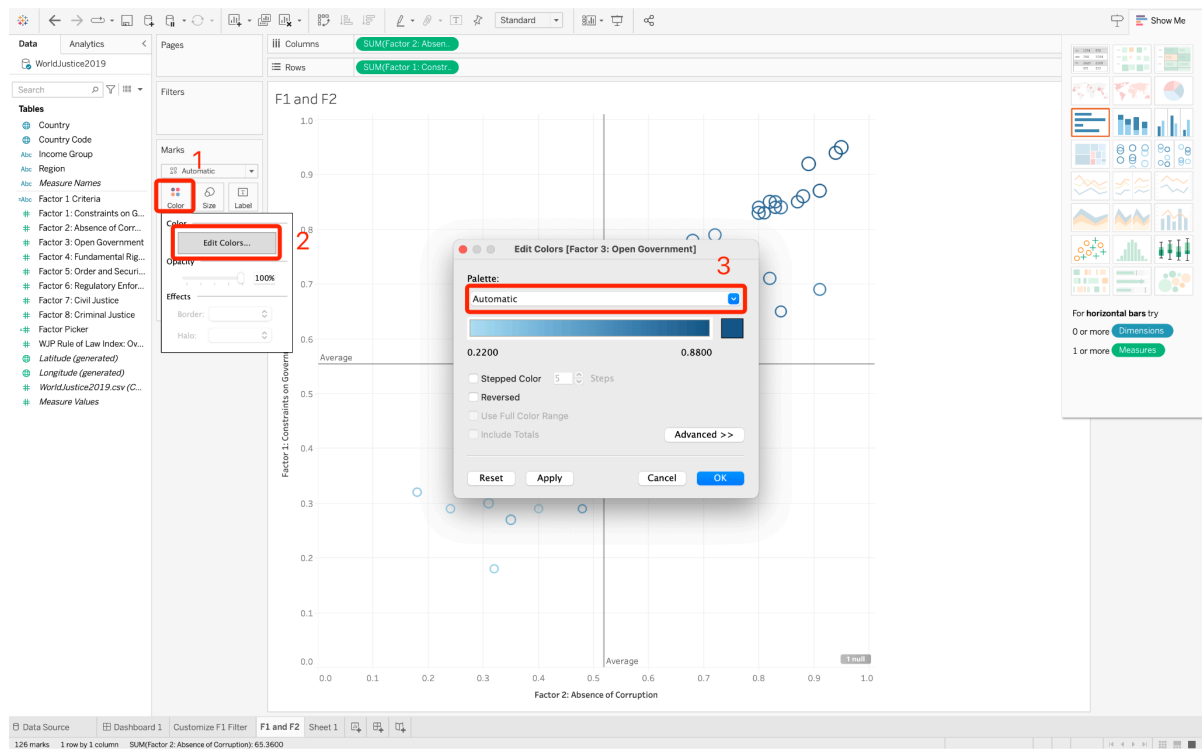 Standard
Show Me
Data
Analytics
Pages
Columns
SUM(Factor 2: Absen..
WorldJustice2019
Rows
SUM(Factor 1: Constr..
Search
Filters
Tables
Country
Country Code
Abc Income Group
Abc Region
Abc Measure Names
=Abc Factor 1 Criteria
# Factor 1: Constraints on G...
# Factor 2: Absence of Corr...
# Factor 3: Open Government
# Factor 4: Fundamental Rig...
# Factor 5: Order and Securi...
# Factor 6: Regulatory Enfor...
# Factor 7: Civil Justice
# Factor 8: Criminal Justice
Factor Picker
# WJP Rule of Law Index: Ov...
Latitude (generated)
Longitude (generated)
# WorldJustice2019.csv (C...
# Measure Values
Marks
1
Automatic
Color
Size
Label
Color
Edit Colors...
2
Opacity
100%
Effects
Border:
Halo:
F1 and F2
1.0
0.9
0.8
0.7
0.6
0.5
0.4
0.3
0.2
0.1
0.0
Average
Factor 1: Constraints on Governm
Edit Colors [Factor 3: Open Government]
3
Palette:
Automatic
0.2200
0.8800
Stepped Color
5
Steps
Reversed
Use Full Color Range
Include Totals
Advanced >>
Reset
Apply
Cancel
OK
Average
1 null
0.0
0.1
0.2
0.3
0.4
0.5
0.6
0.7
0.8
0.9
1.0
Factor 2: Absence of Corruption
For horizontal bars try
0 or more Dimensions
1 or more Measures
Data Source
Dashboard 1
Customize F1 Filter
F1 and F2
Sheet 1
126 marks
1 row by 1 column
SUM(Factor 2: Absence of Corruption): 65.3600